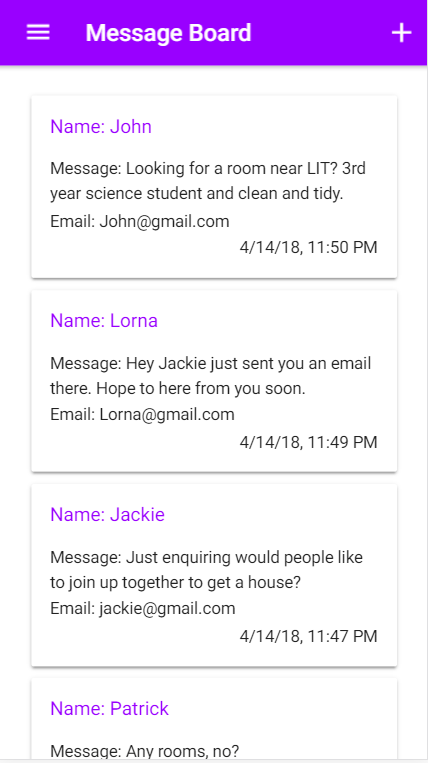 Message Board
Name: John
Message: Looking for a room near LIT? 3rd
year science student and clean and tidy.
Email: John@gmail.com
4/14/18, 11:50 PM
Name: Lorna
Message: Hey Jackie just sent you an email
there. Hope to here from you soon.
Email: Lorna@gmail.com
4/14/18, 11:49 PM
Name: Jackie
Message: Just enquiring would people like
to join up together to get a house?
Email: jackie@gmail.com
4/14/18, 11:47 PM
Name: Patrick
Message: Any rooms, no?